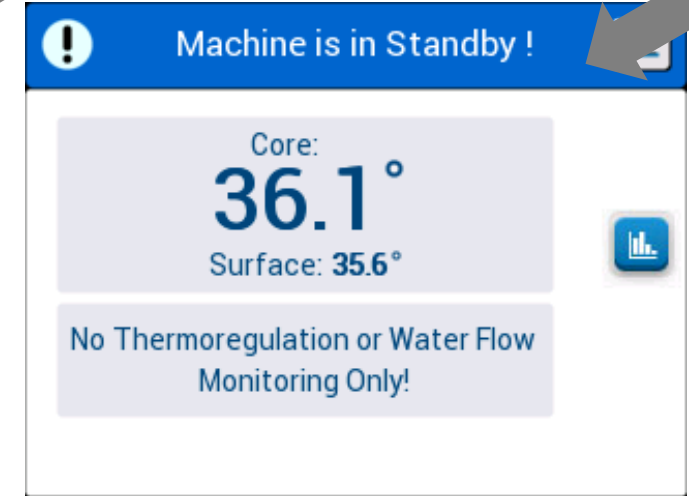 Machine is in Standby !
Core:
36.1°
Surface: 35.6°
No Thermoregulation or Water Flow
Monitoring Only!